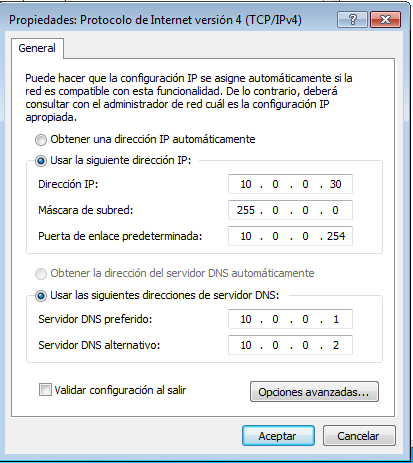 Propiedades: Protocolo de Internet versión 4 (TCP/IPv4)
General
Puede hacer que la configuración IP se asigne automáticamente si la
red es compatible con esta funcionalidad. De lo contrario, deberá
consultar con el administrador de red cuál es la configuración IP
apropiada.
Obtener una dirección IP automáticamente
Usar la siguiente dirección IP:
Dirección IP: 10 . 0 . 0 . 30
Máscara de subred: 255 . 0 . 0 . 0
Puerta de enlace predeterminada: 10 . 0 . 0 . 254
Obtener la dirección del servidor DNS automáticamente
Usar las siguientes direcciones de servidor DNS:
Servidor DNS preferido: 10 . 0 . 0 . 1
Servidor DNS alternativo: 10 . 0 . 0 . 2
Validar configuración al salir
Opciones avanzadas...
Aceptar
Cancelar